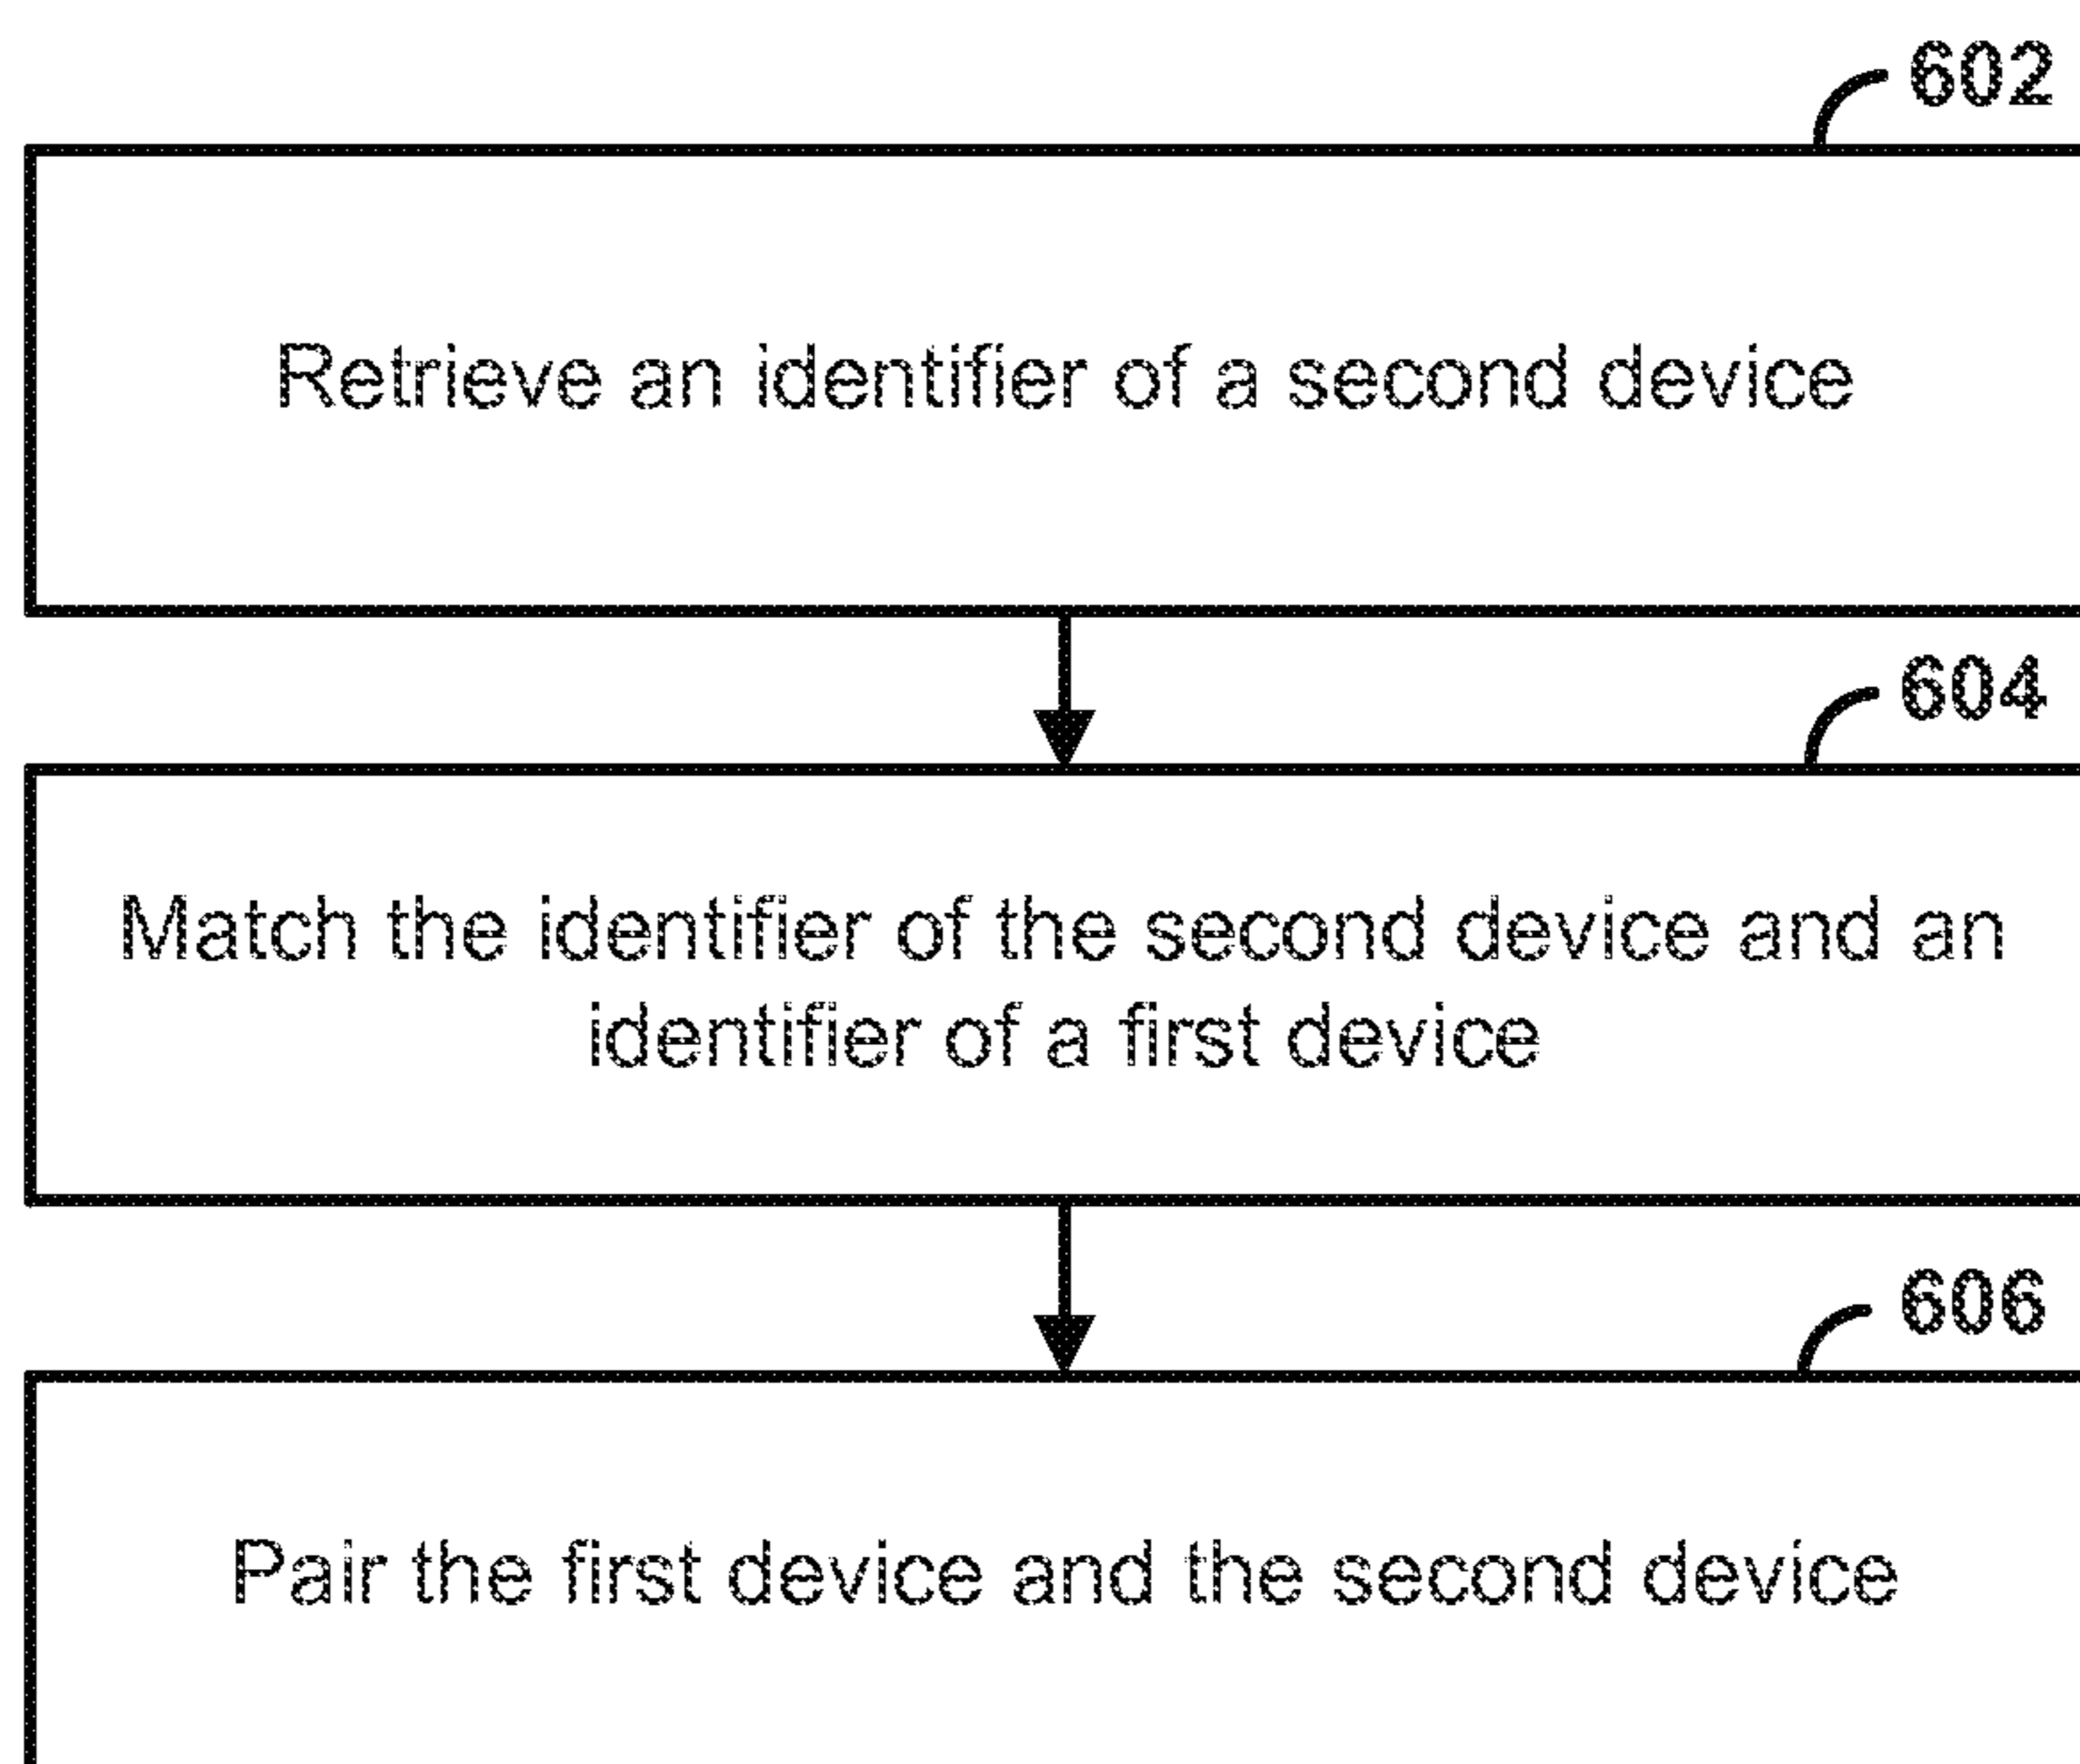 602
Retrieve an identifier of a second device
604
Match the identifier of the second device and an
identifier of a first device
606
Pair the first device and the second device